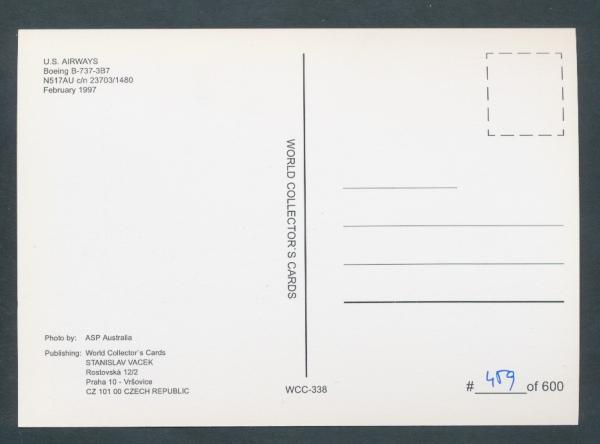 U.S. AIRWAYS
Boeing B-737-3B7
N517AU c/n 23703/1480
February 1997
WORLD COLLECTOR'S CARDS
Photo by: ASP Australia
Publishing: World Collector`s Cards
STANISLAV VACEK
Rostovská 12/2
Praha 10 - Vršovice
CZ 101 00 CZECH REPUBLIC
WCC-338
# 459 of 600